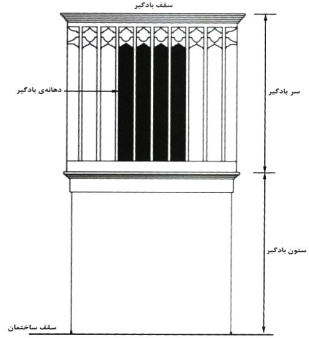 سقف بادگیر
دهانه‌ی بادگیر
سر بادگیر
ستون بادگیر
سقف ساختمان